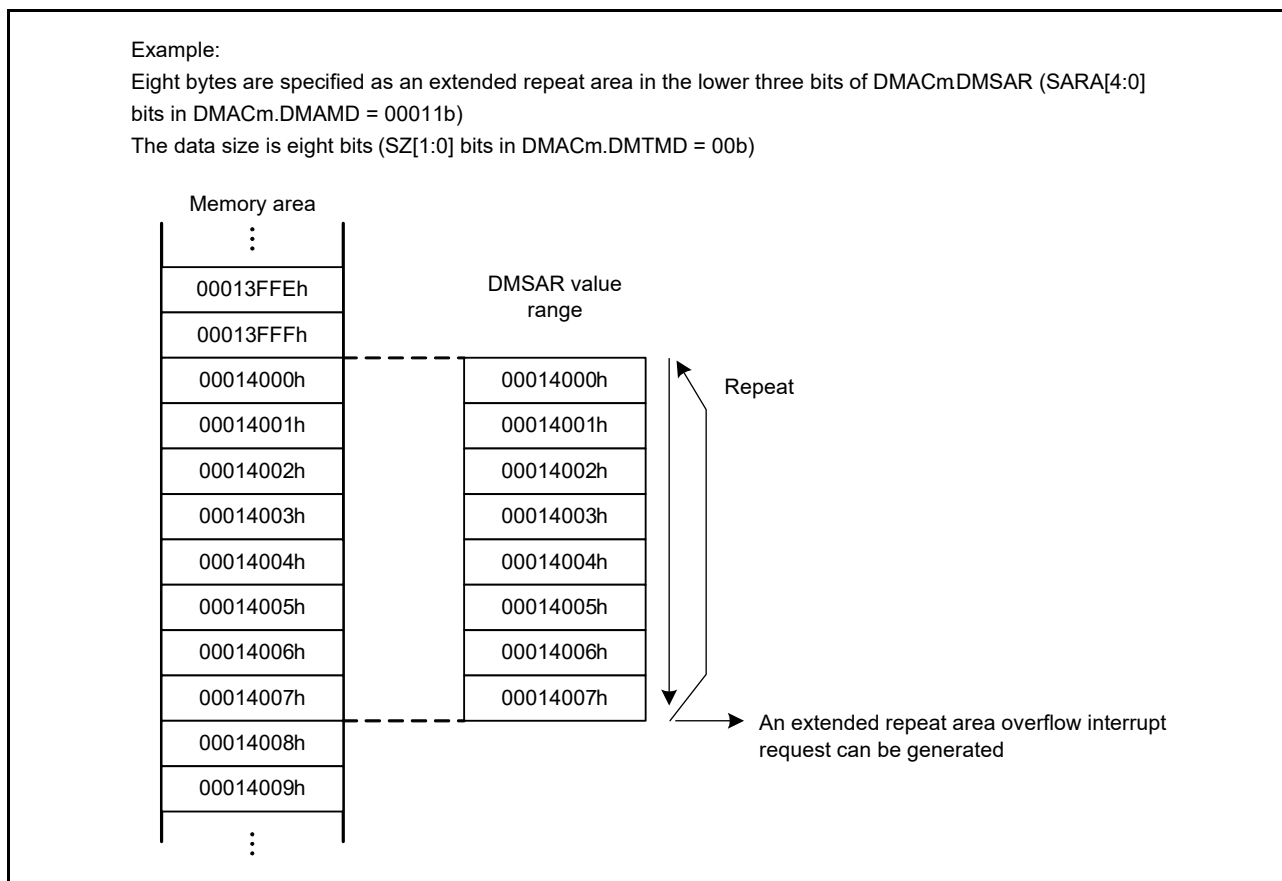 Example:
Eight bytes are specified as an extended repeat area in the lower three bits of DMACm.DMSAR (SARA[4:0]
bits in DMACm.DMAMD = 00011b)
The data size is eight bits (SZ[1:0] bits in DMACm.DMTMD = 00b)
Memory area
00013FFEh
00013FFFh
00014000h
00014001h
00014002h
00014003h
00014004h
00014005h
00014006h
00014007h
00014008h
00014009h
DMSAR value
range
00014000h
00014001h
00014002h
00014003h
00014004h
00014005h
00014006h
00014007h
Repeat
An extended repeat area overflow interrupt
request can be generated